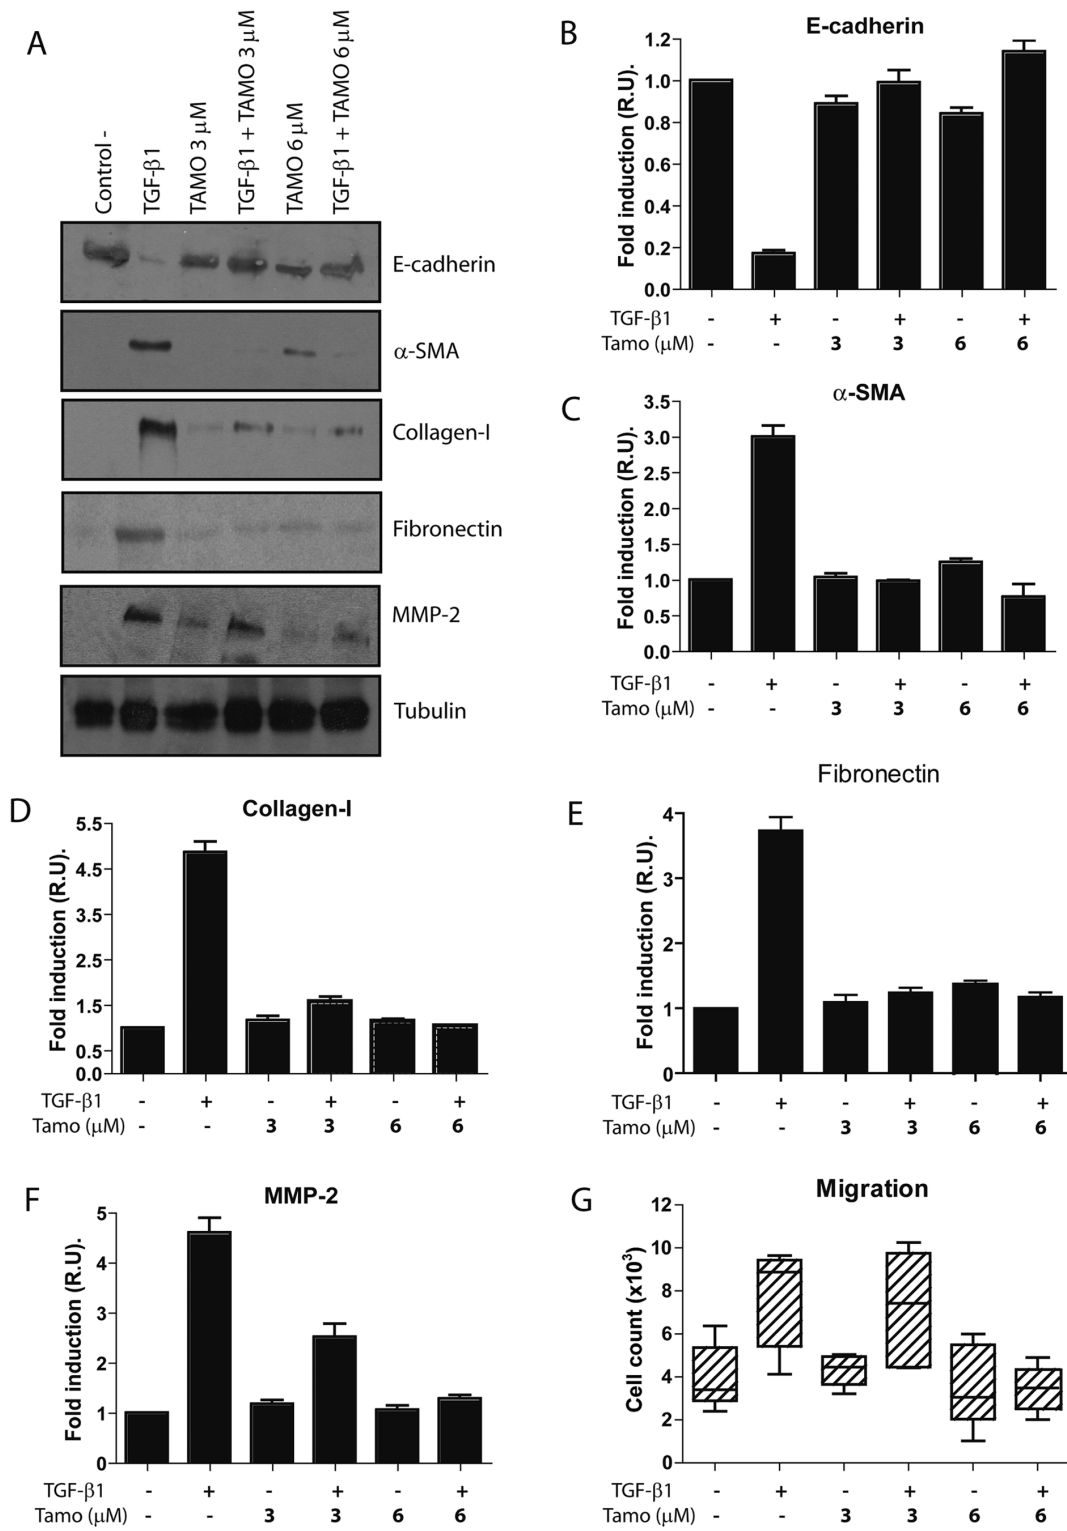 A
Control -
TGF-β1
TAMO 3 μM
TGF-β1 + TAMO 3 μM
TAMO 6 μM
TGF-β1 + TAMO 6 μM
E-cadherin
α-SMA
Collagen-I
Fibronectin
MMP-2
Tubulin
B
E-cadherin
Fold induction (R.U).
1.2
1.0
0.8
0.6
0.4
0.2
0.0
TGF-β1 - + - + - +
Tamo (μM) - - 3 3 6 6
C
α-SMA
Fold induction (R.U).
3.5
3.0
2.5
2.0
1.5
1.0
0.5
0.0
TGF-β1 - + - + - +
Tamo (μM) - - 3 3 6 6
D
Collagen-I
Fold induction (R.U).
5.5
4.5
3.5
2.5
1.5
0.5
0.0
TGF-β1 - + - + - +
Tamo (μM) - - 3 3 6 6
E
Fibronectin
Fold induction (R.U).
4
3
2
1
0
TGF-β1 - + - + - +
Tamo (μM) - - 3 3 6 6
F
MMP-2
Fold induction (R.U).
5
4
3
2
1
0
TGF-β1 - + - + - +
Tamo (μM) - - 3 3 6 6
G
Migration
Cell count (x10³)
12
10
8
6
4
2
0
TGF-β1 - + - + - +
Tamo (μM) - - 3 3 6 6